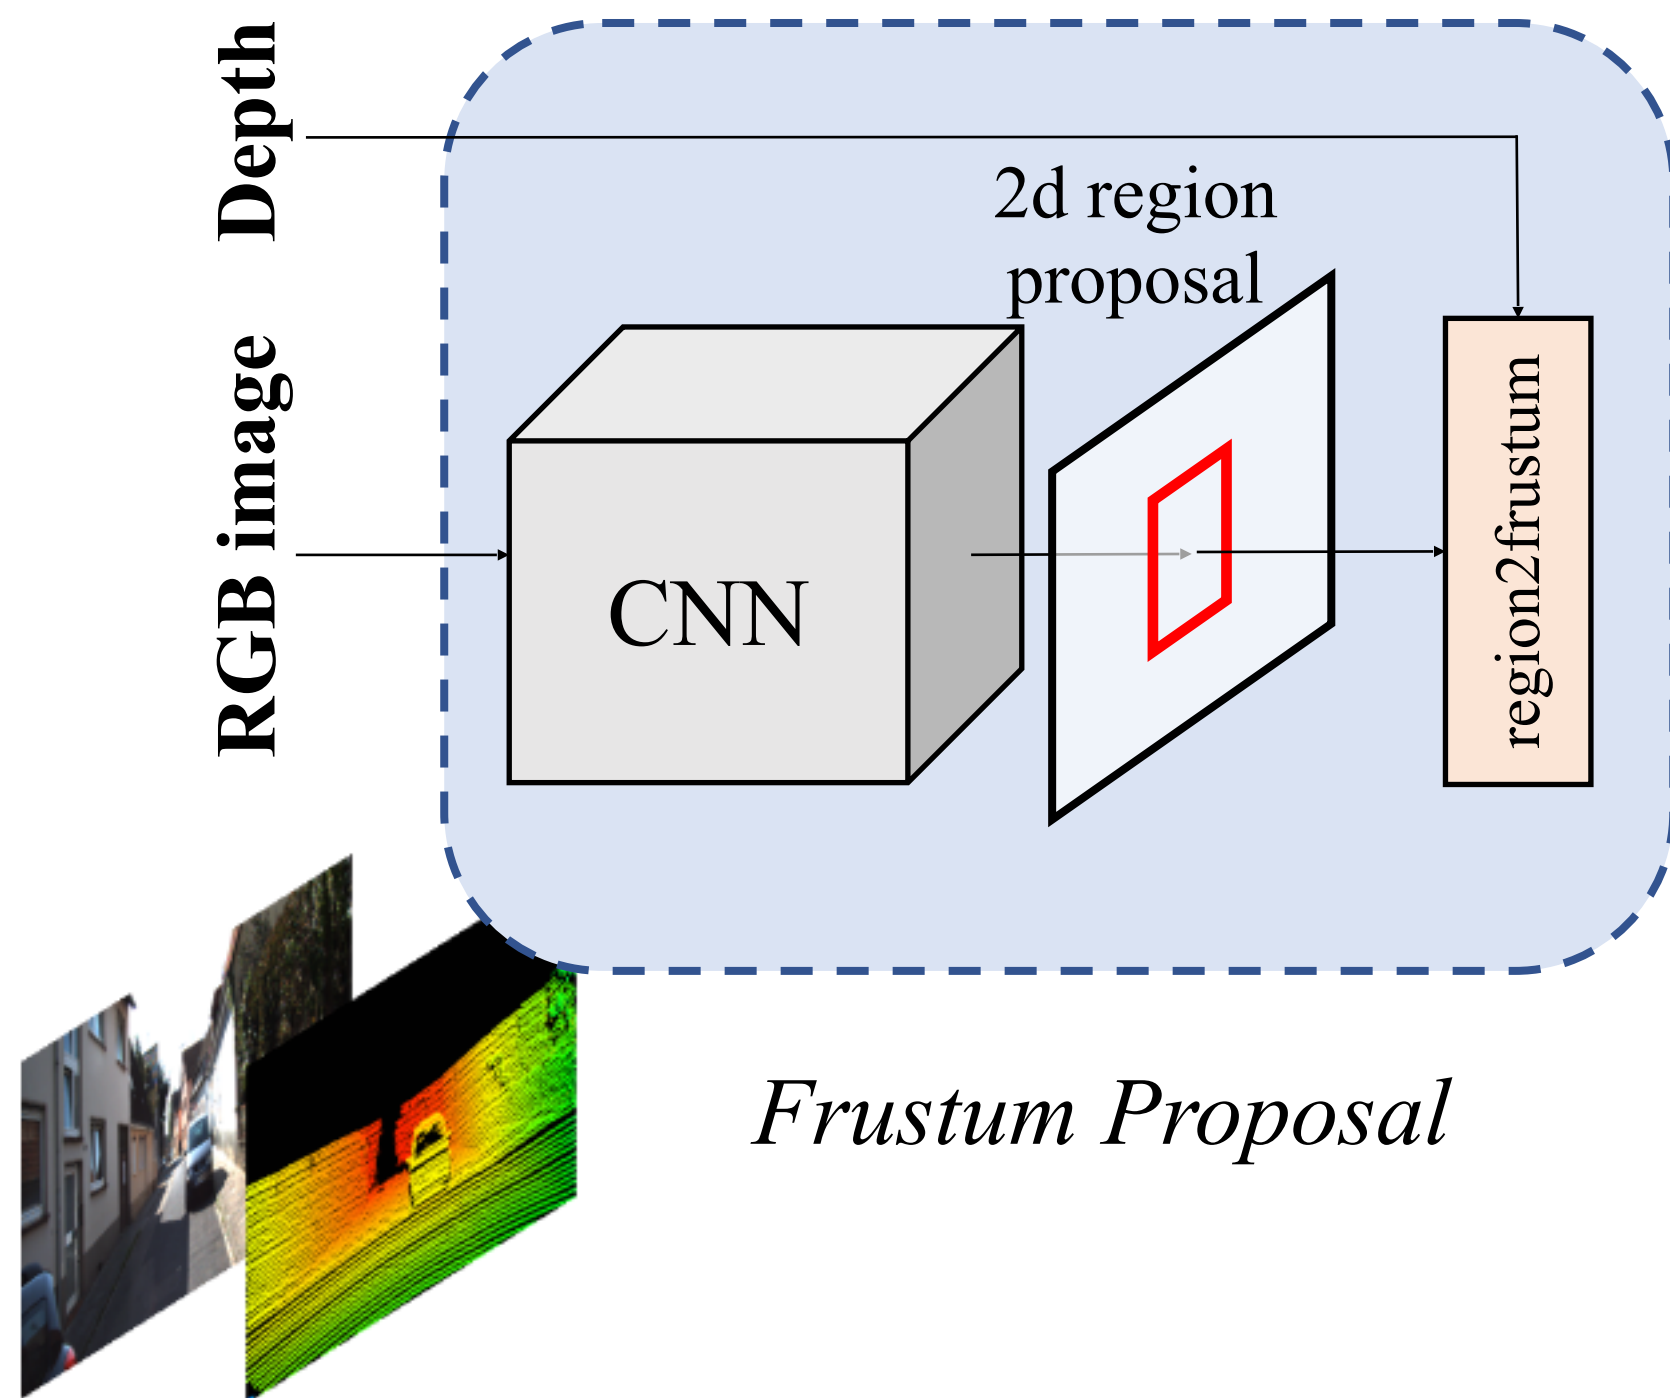 Depth
2d region
proposal
RGB image
CNN
region2frustum
Frustum Proposal